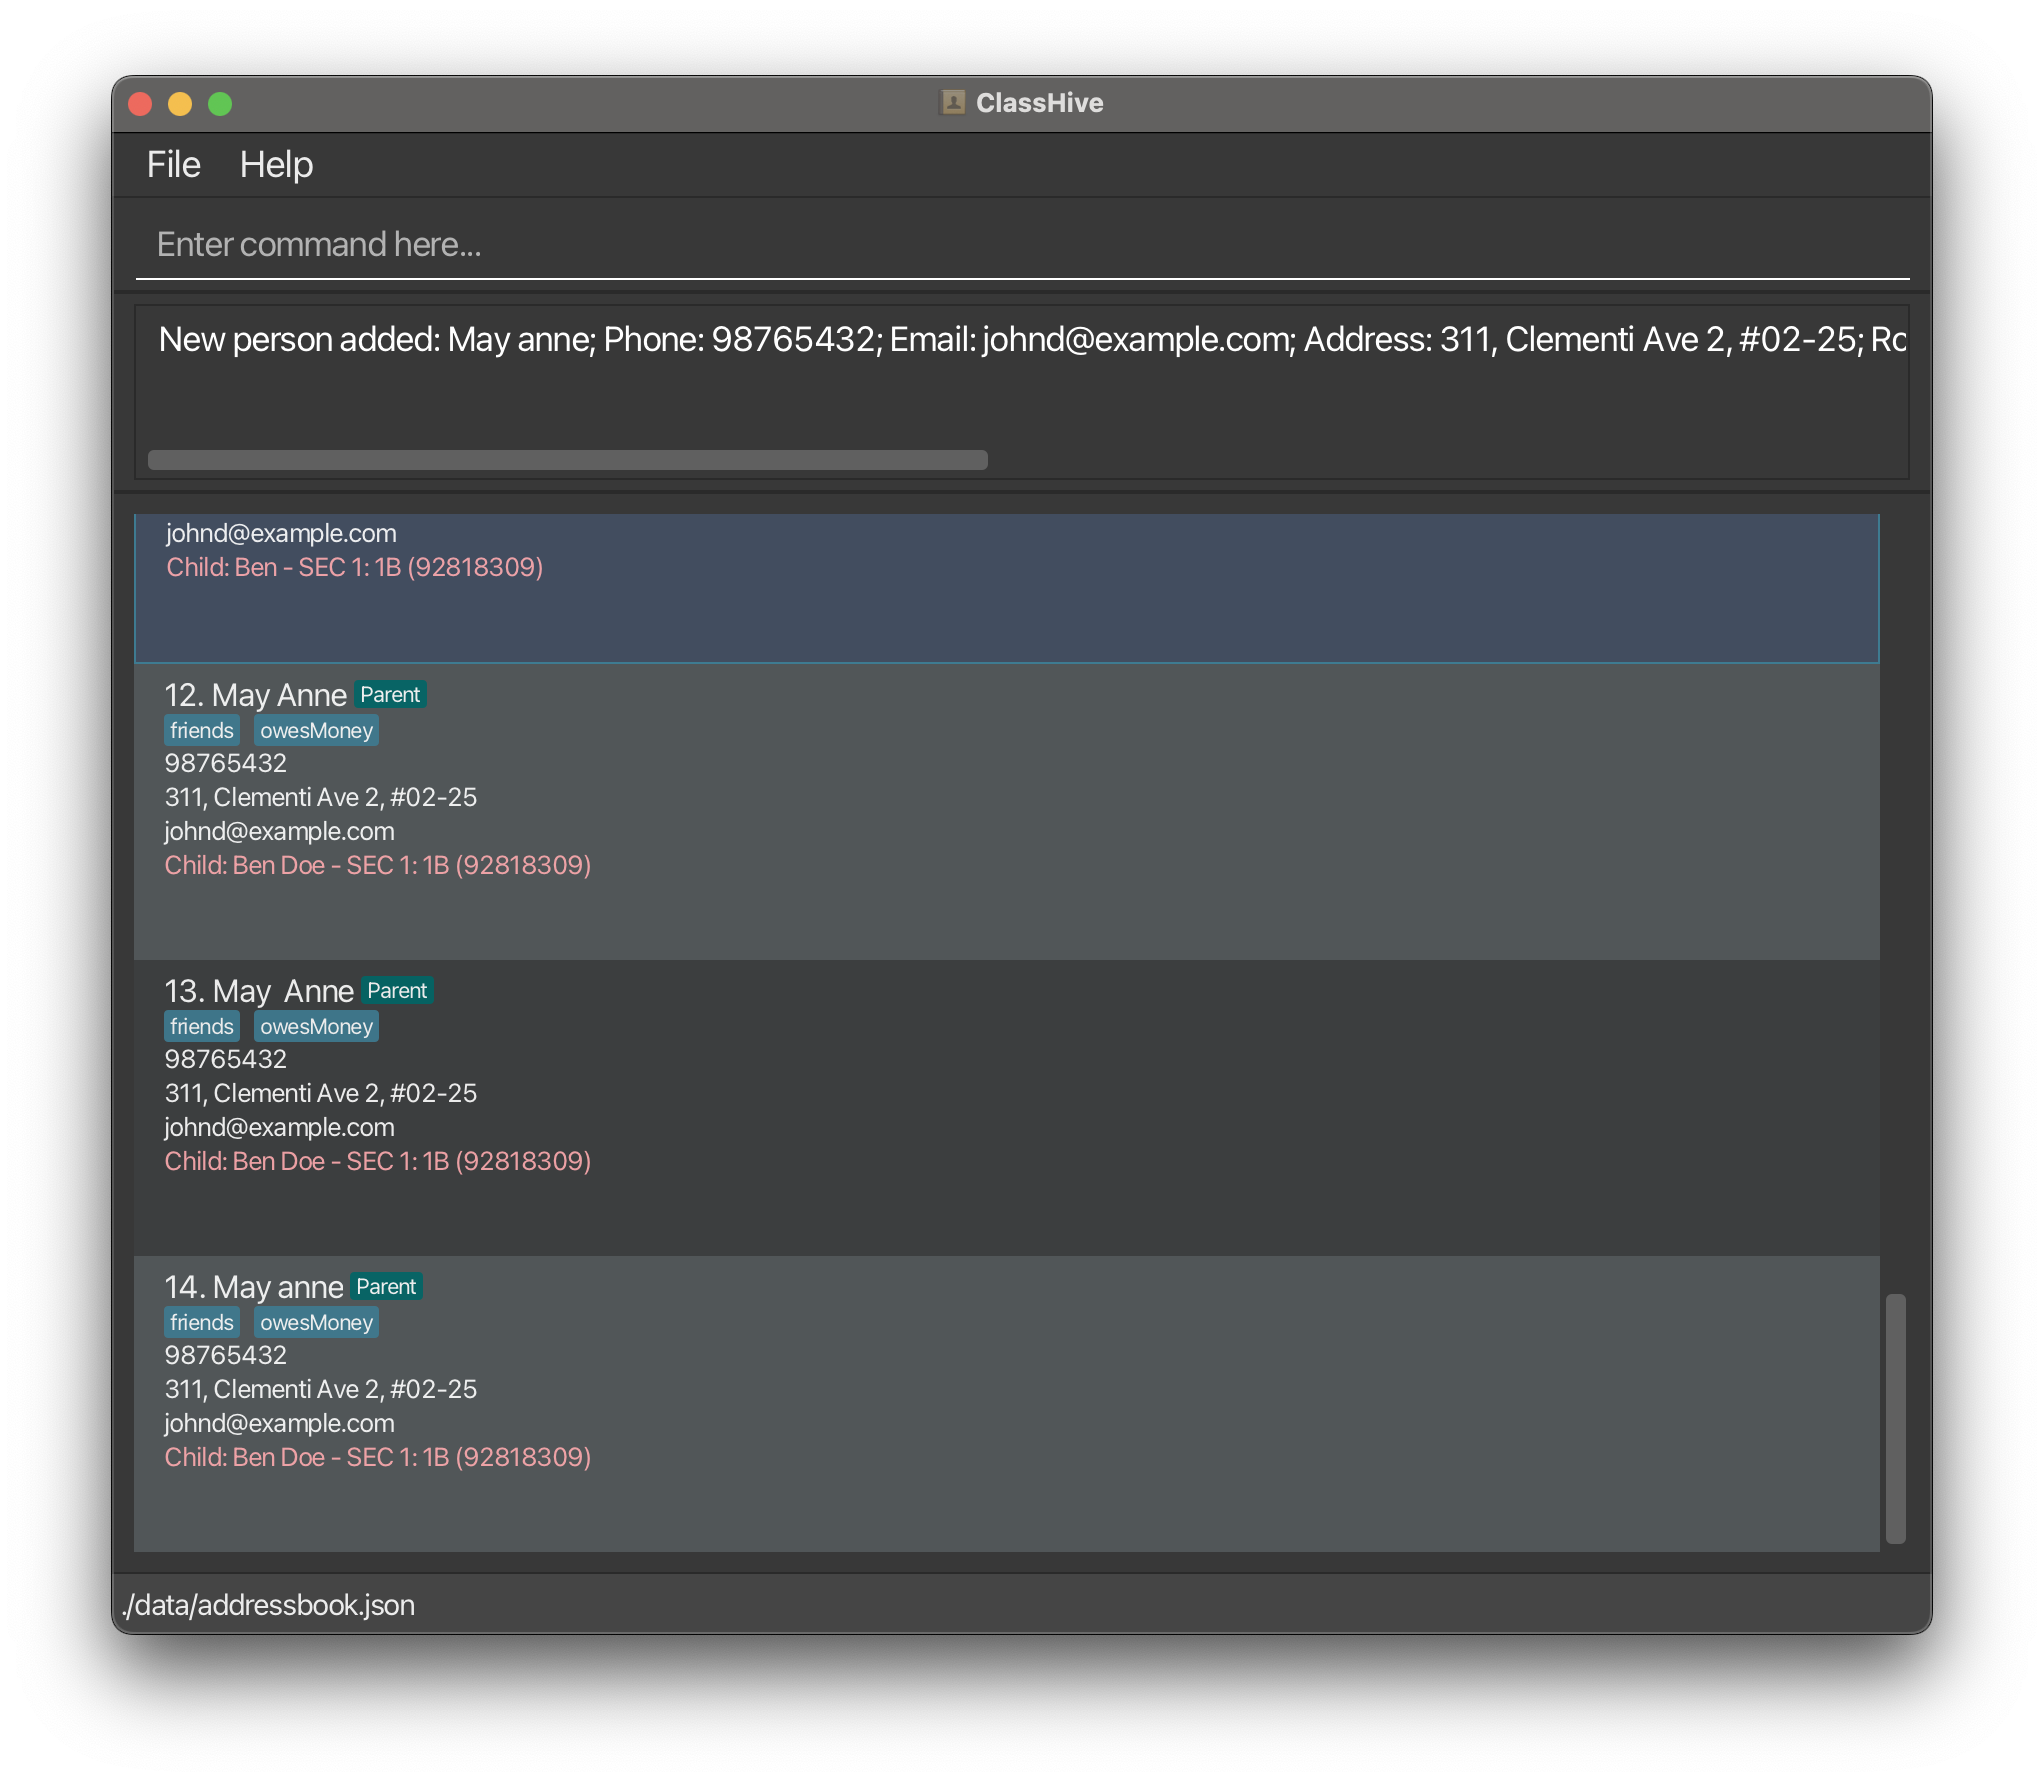 ClassHive
File Help
Enter command here...
New person added: May anne; Phone: 98765432; Email: johnd@example.com; Address: 311, Clementi Ave 2, #02-25; Ro
johnd@example.com
Child: Ben - SEC 1: 1B (92818309)
12. May Anne Parent
friends owesMoney
98765432
311, Clementi Ave 2, #02-25
johnd@example.com
Child: Ben Doe - SEC 1: 1B (92818309)
13. May  Anne Parent
friends owesMoney
98765432
311, Clementi Ave 2, #02-25
johnd@example.com
Child: Ben Doe - SEC 1: 1B (92818309)
14. May anne Parent
friends owesMoney
98765432
311, Clementi Ave 2, #02-25
johnd@example.com
Child: Ben Doe - SEC 1: 1B (92818309)
./data/addressbook.json